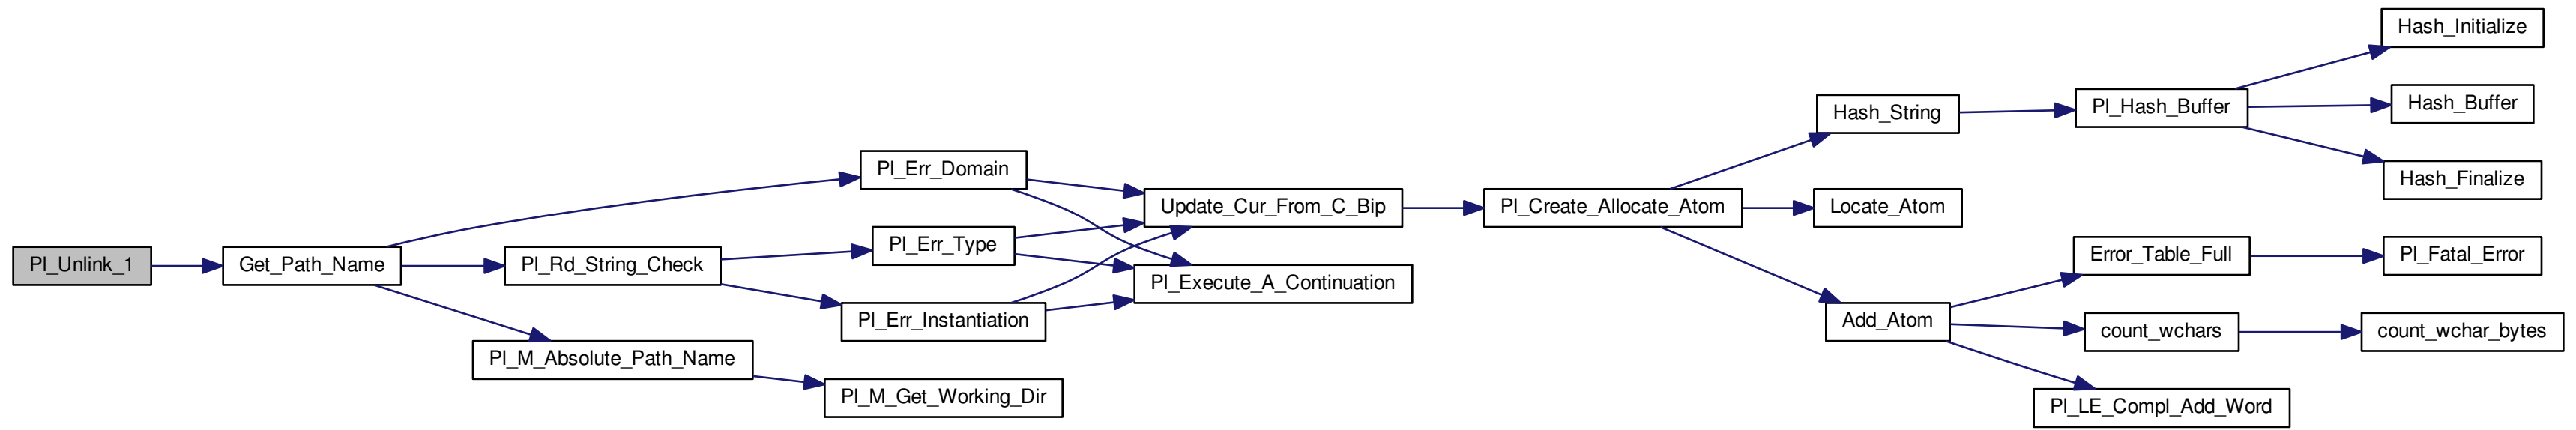 Pl_Unlink_1
Get_Path_Name
Pl_Err_Domain
Pl_Rd_String_Check
Pl_M_Absolute_Path_Name
Pl_Err_Type
Pl_Err_Instantiation
Pl_M_Get_Working_Dir
Update_Cur_From_C_Bip
Pl_Execute_A_Continuation
Pl_Create_Allocate_Atom
Hash_String
Locate_Atom
Add_Atom
Pl_Hash_Buffer
Error_Table_Full
count_wchars
Pl_LE_Compl_Add_Word
Hash_Initialize
Hash_Buffer
Hash_Finalize
Pl_Fatal_Error
count_wchar_bytes